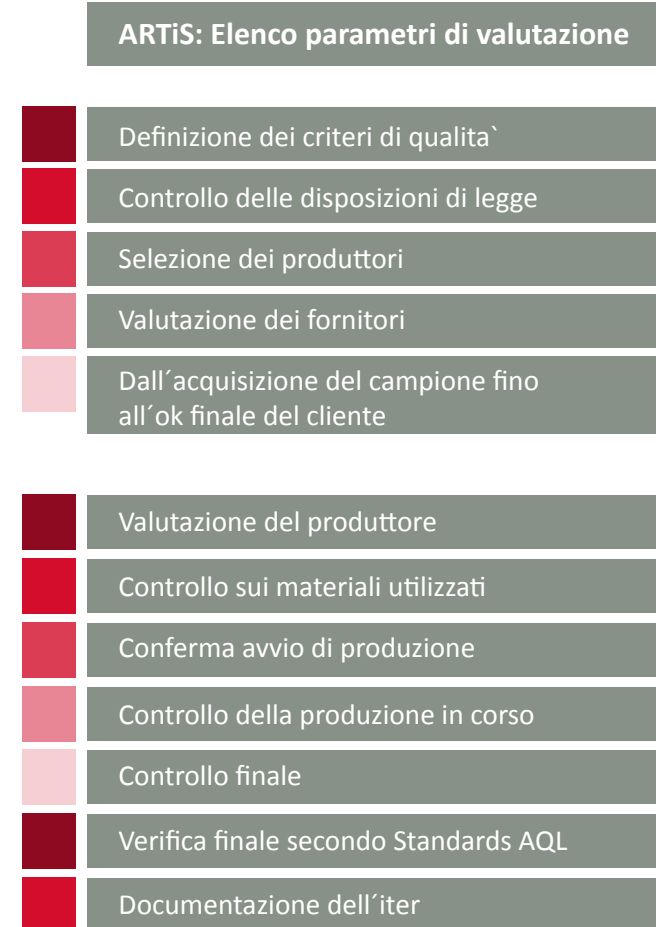 ARTiS: Elenco parametri di valutazione
Definizione dei criteri di qualita`
Controllo delle disposizioni di legge
Selezione dei produttori
Valutazione dei fornitori
Dall´acquisizione del campione fino
all´ok finale del cliente
Valutazione del produttore
Controllo sui materiali utilizzati
Conferma avvio di produzione
Controllo della produzione in corso
Controllo finale
Verifica finale secondo Standards AQL
Documentazione dell´iter